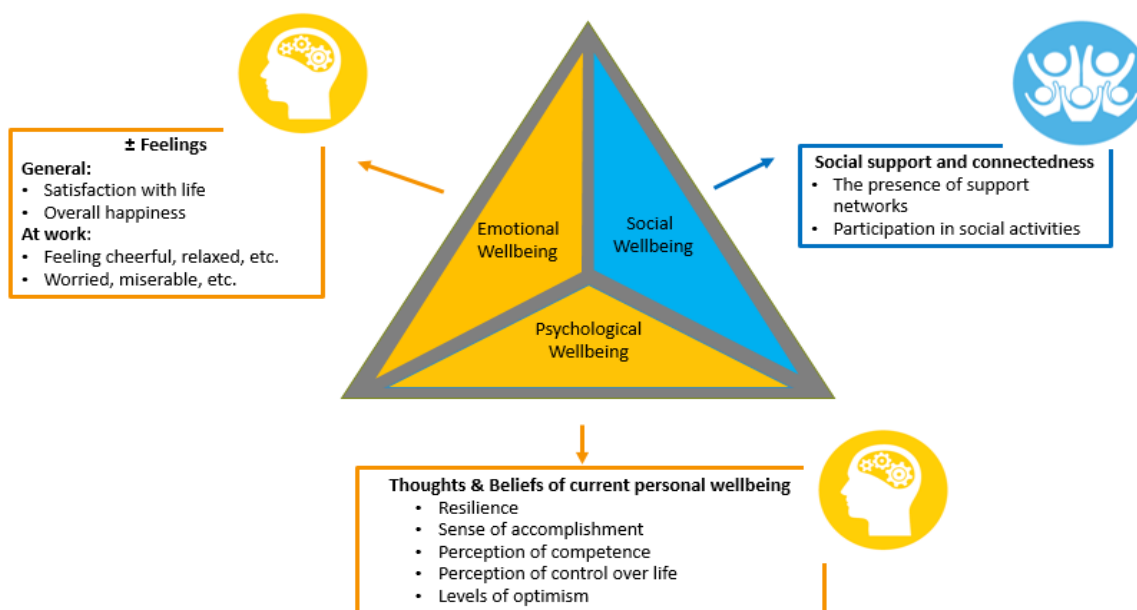 ± Feelings
General:
• Satisfaction with life
• Overall happiness
At work:
• Feeling cheerful, relaxed, etc.
• Worried, miserable, etc.
Emotional
Wellbeing
Social
Wellbeing
Psychological
Wellbeing
Social support and connectedness
• The presence of support
networks
• Participation in social activities
Thoughts & Beliefs of current personal wellbeing
• Resilience
• Sense of accomplishment
• Perception of competence
• Perception of control over life
• Levels of optimism